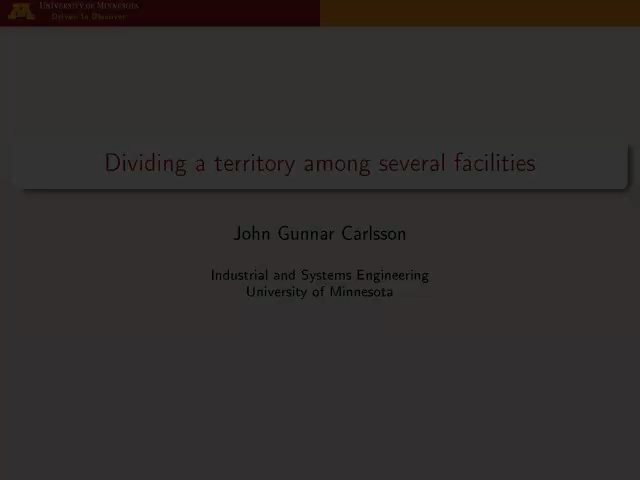 University of Minnesota
Driven to Discover
Dividing a territory among several facilities
John Gunnar Carlsson
Industrial and Systems Engineering
University of Minnesota